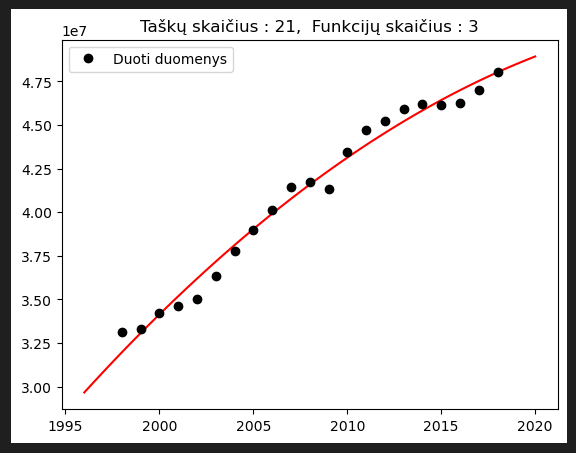 Taškų skaičius : 21,  Funkcijų skaičius : 3
1e7
Duoti duomenys
4.75
4.50
4.25
4.00
3.75
3.50
3.25
3.00
1995 2000 2005 2010 2015 2020